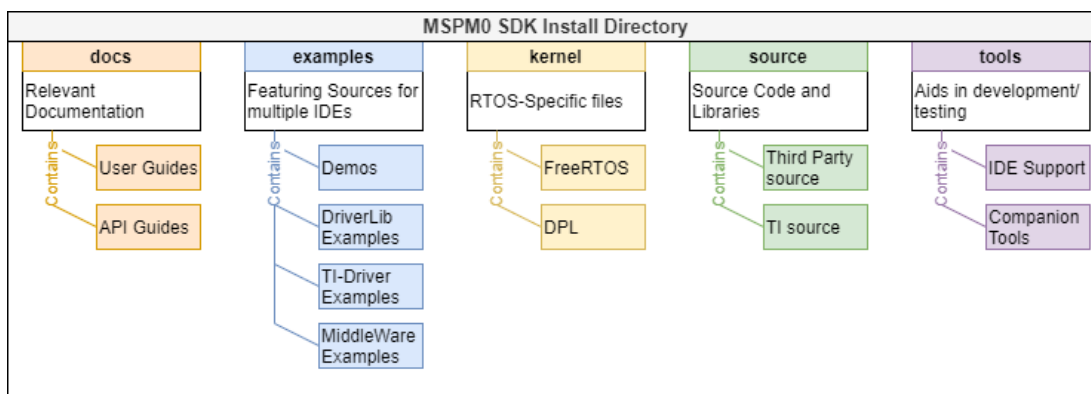 MSPM0 SDK Install Directory
docs
Relevant
Documentation
Contains
User Guides
API Guides
examples
Featuring Sources for
multiple IDEs
Contains
Demos
DriverLib
Examples
TI-Driver
Examples
MiddleWare
Examples
kernel
RTOS-Specific files
Contains
FreeRTOS
DPL
source
Source Code and
Libraries
Contains
Third Party
source
TI source
tools
Aids in development/
testing
Contains
IDE Support
Companion
Tools